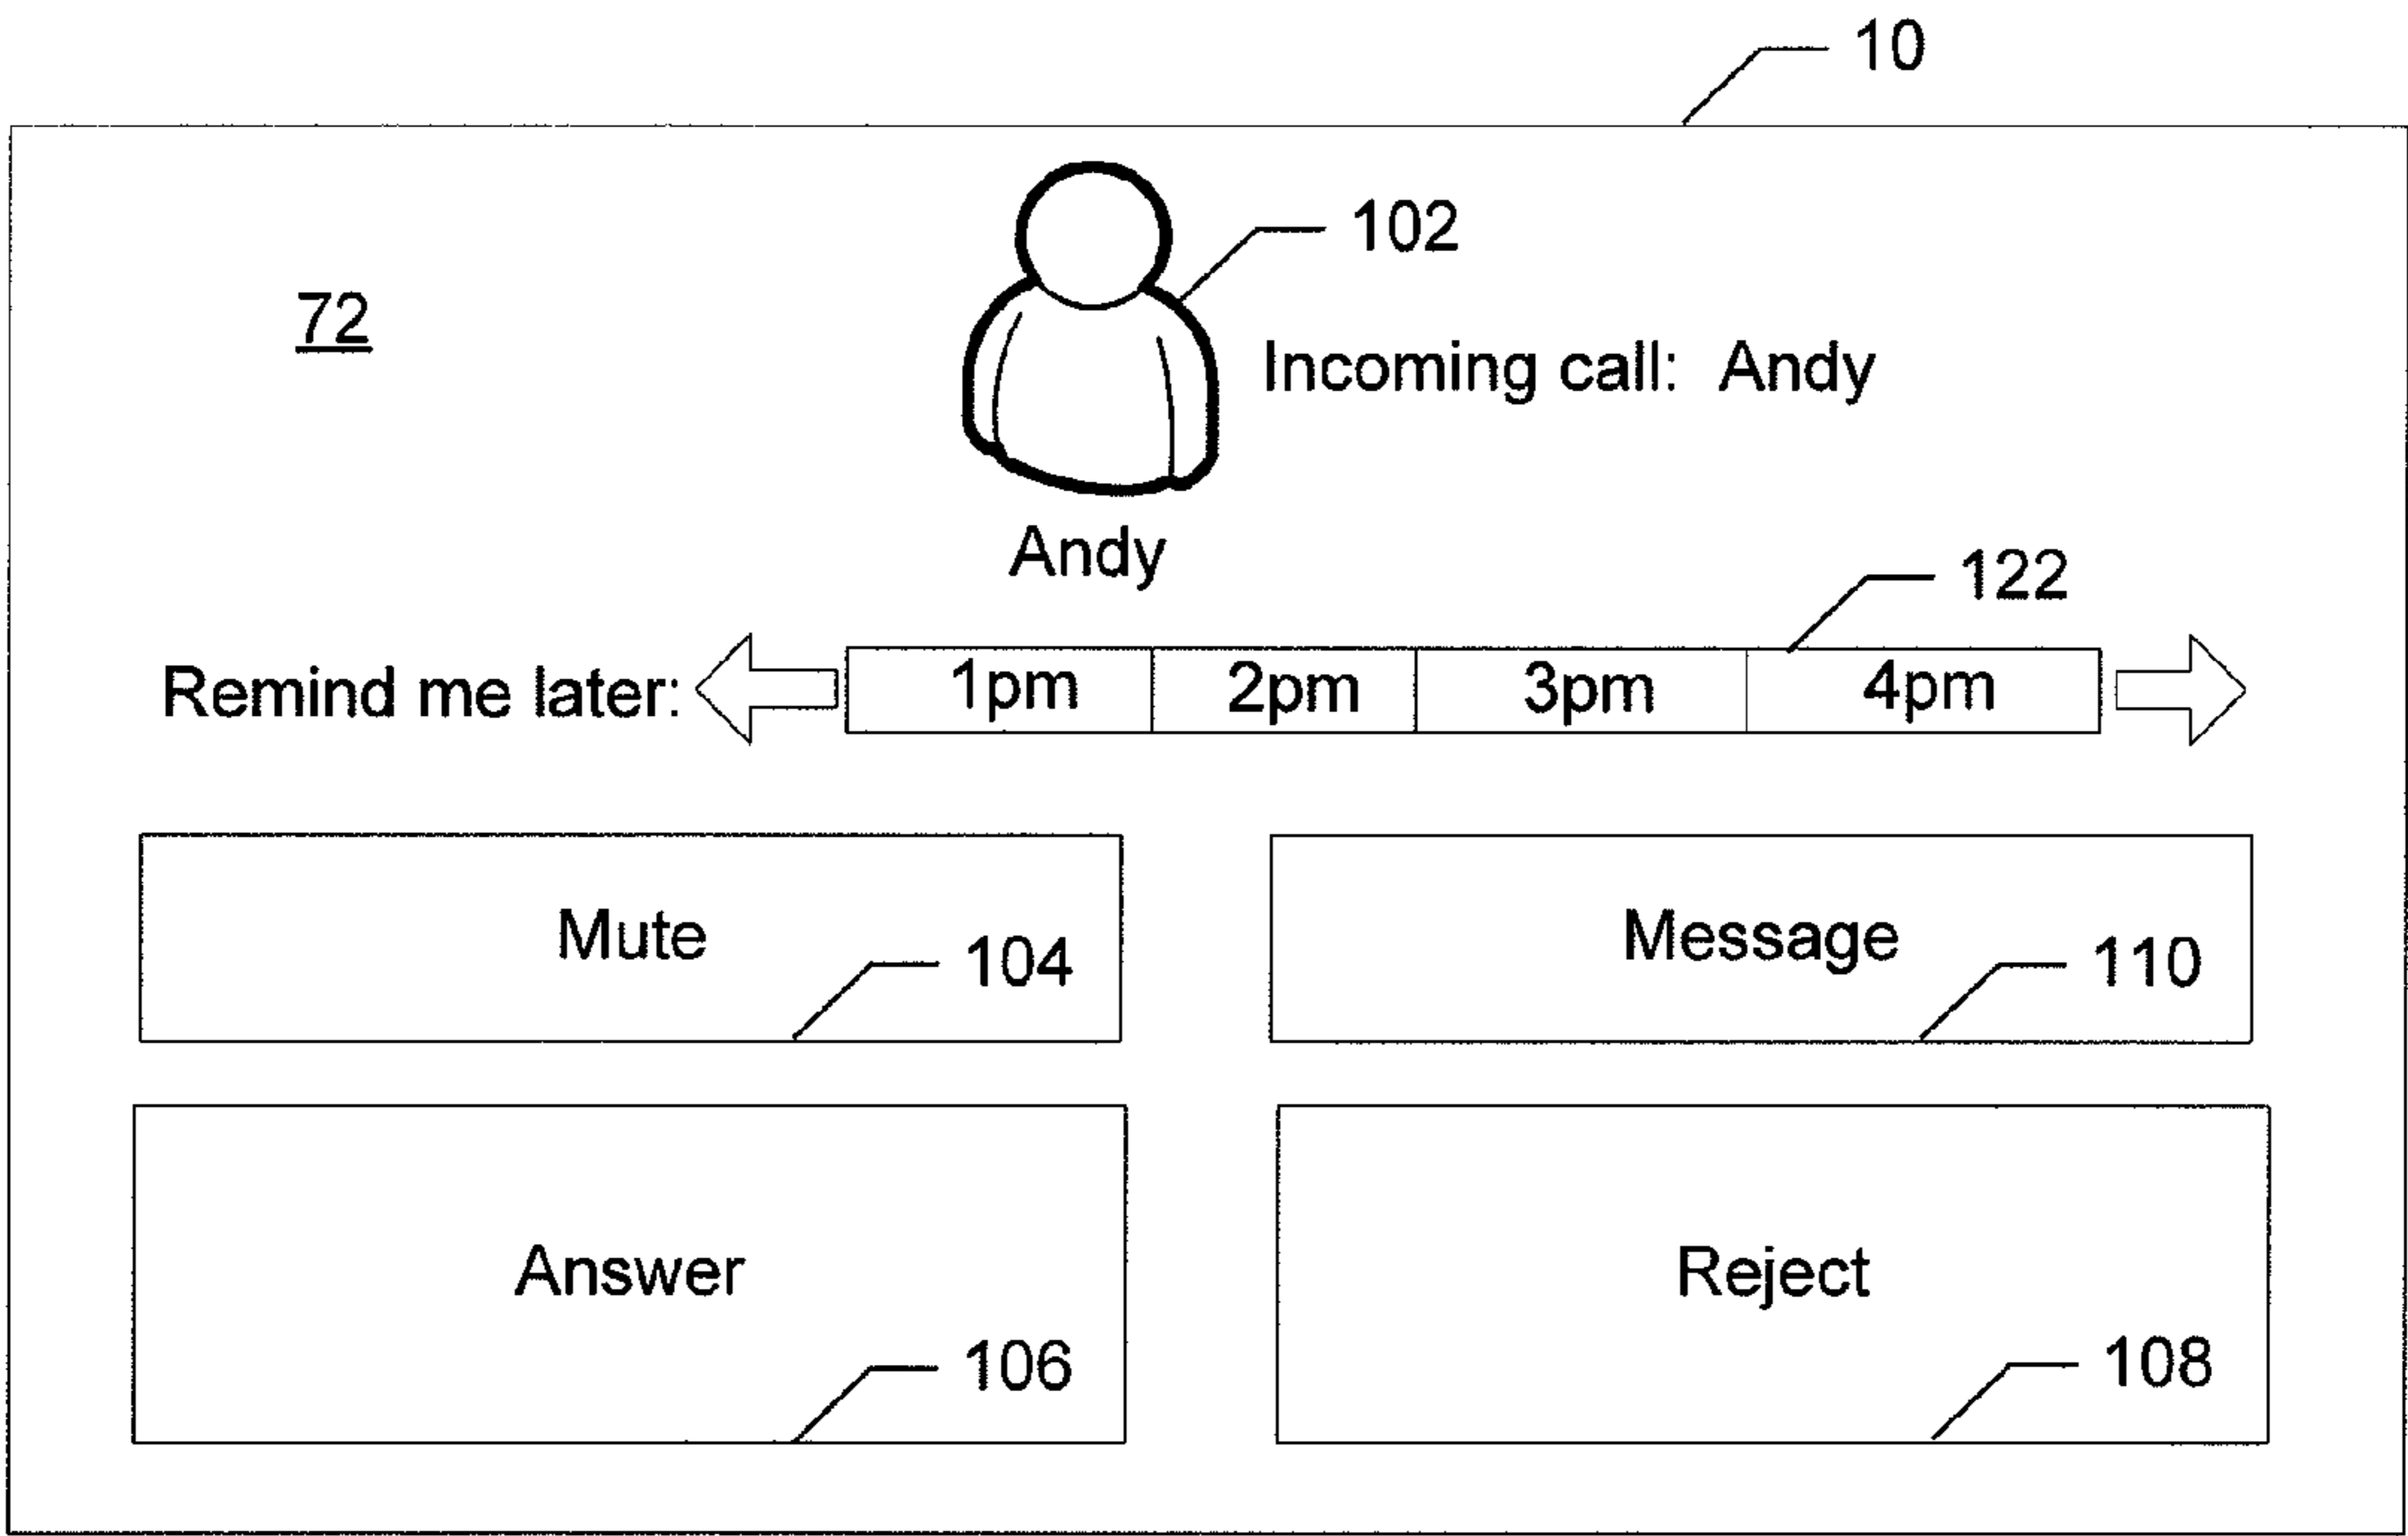 10
102
72
Incoming call: Andy
Andy
122
Remind me later: 1pm 2pm 3pm 4pm
Mute
104
Message
110
Answer
106
Reject
108